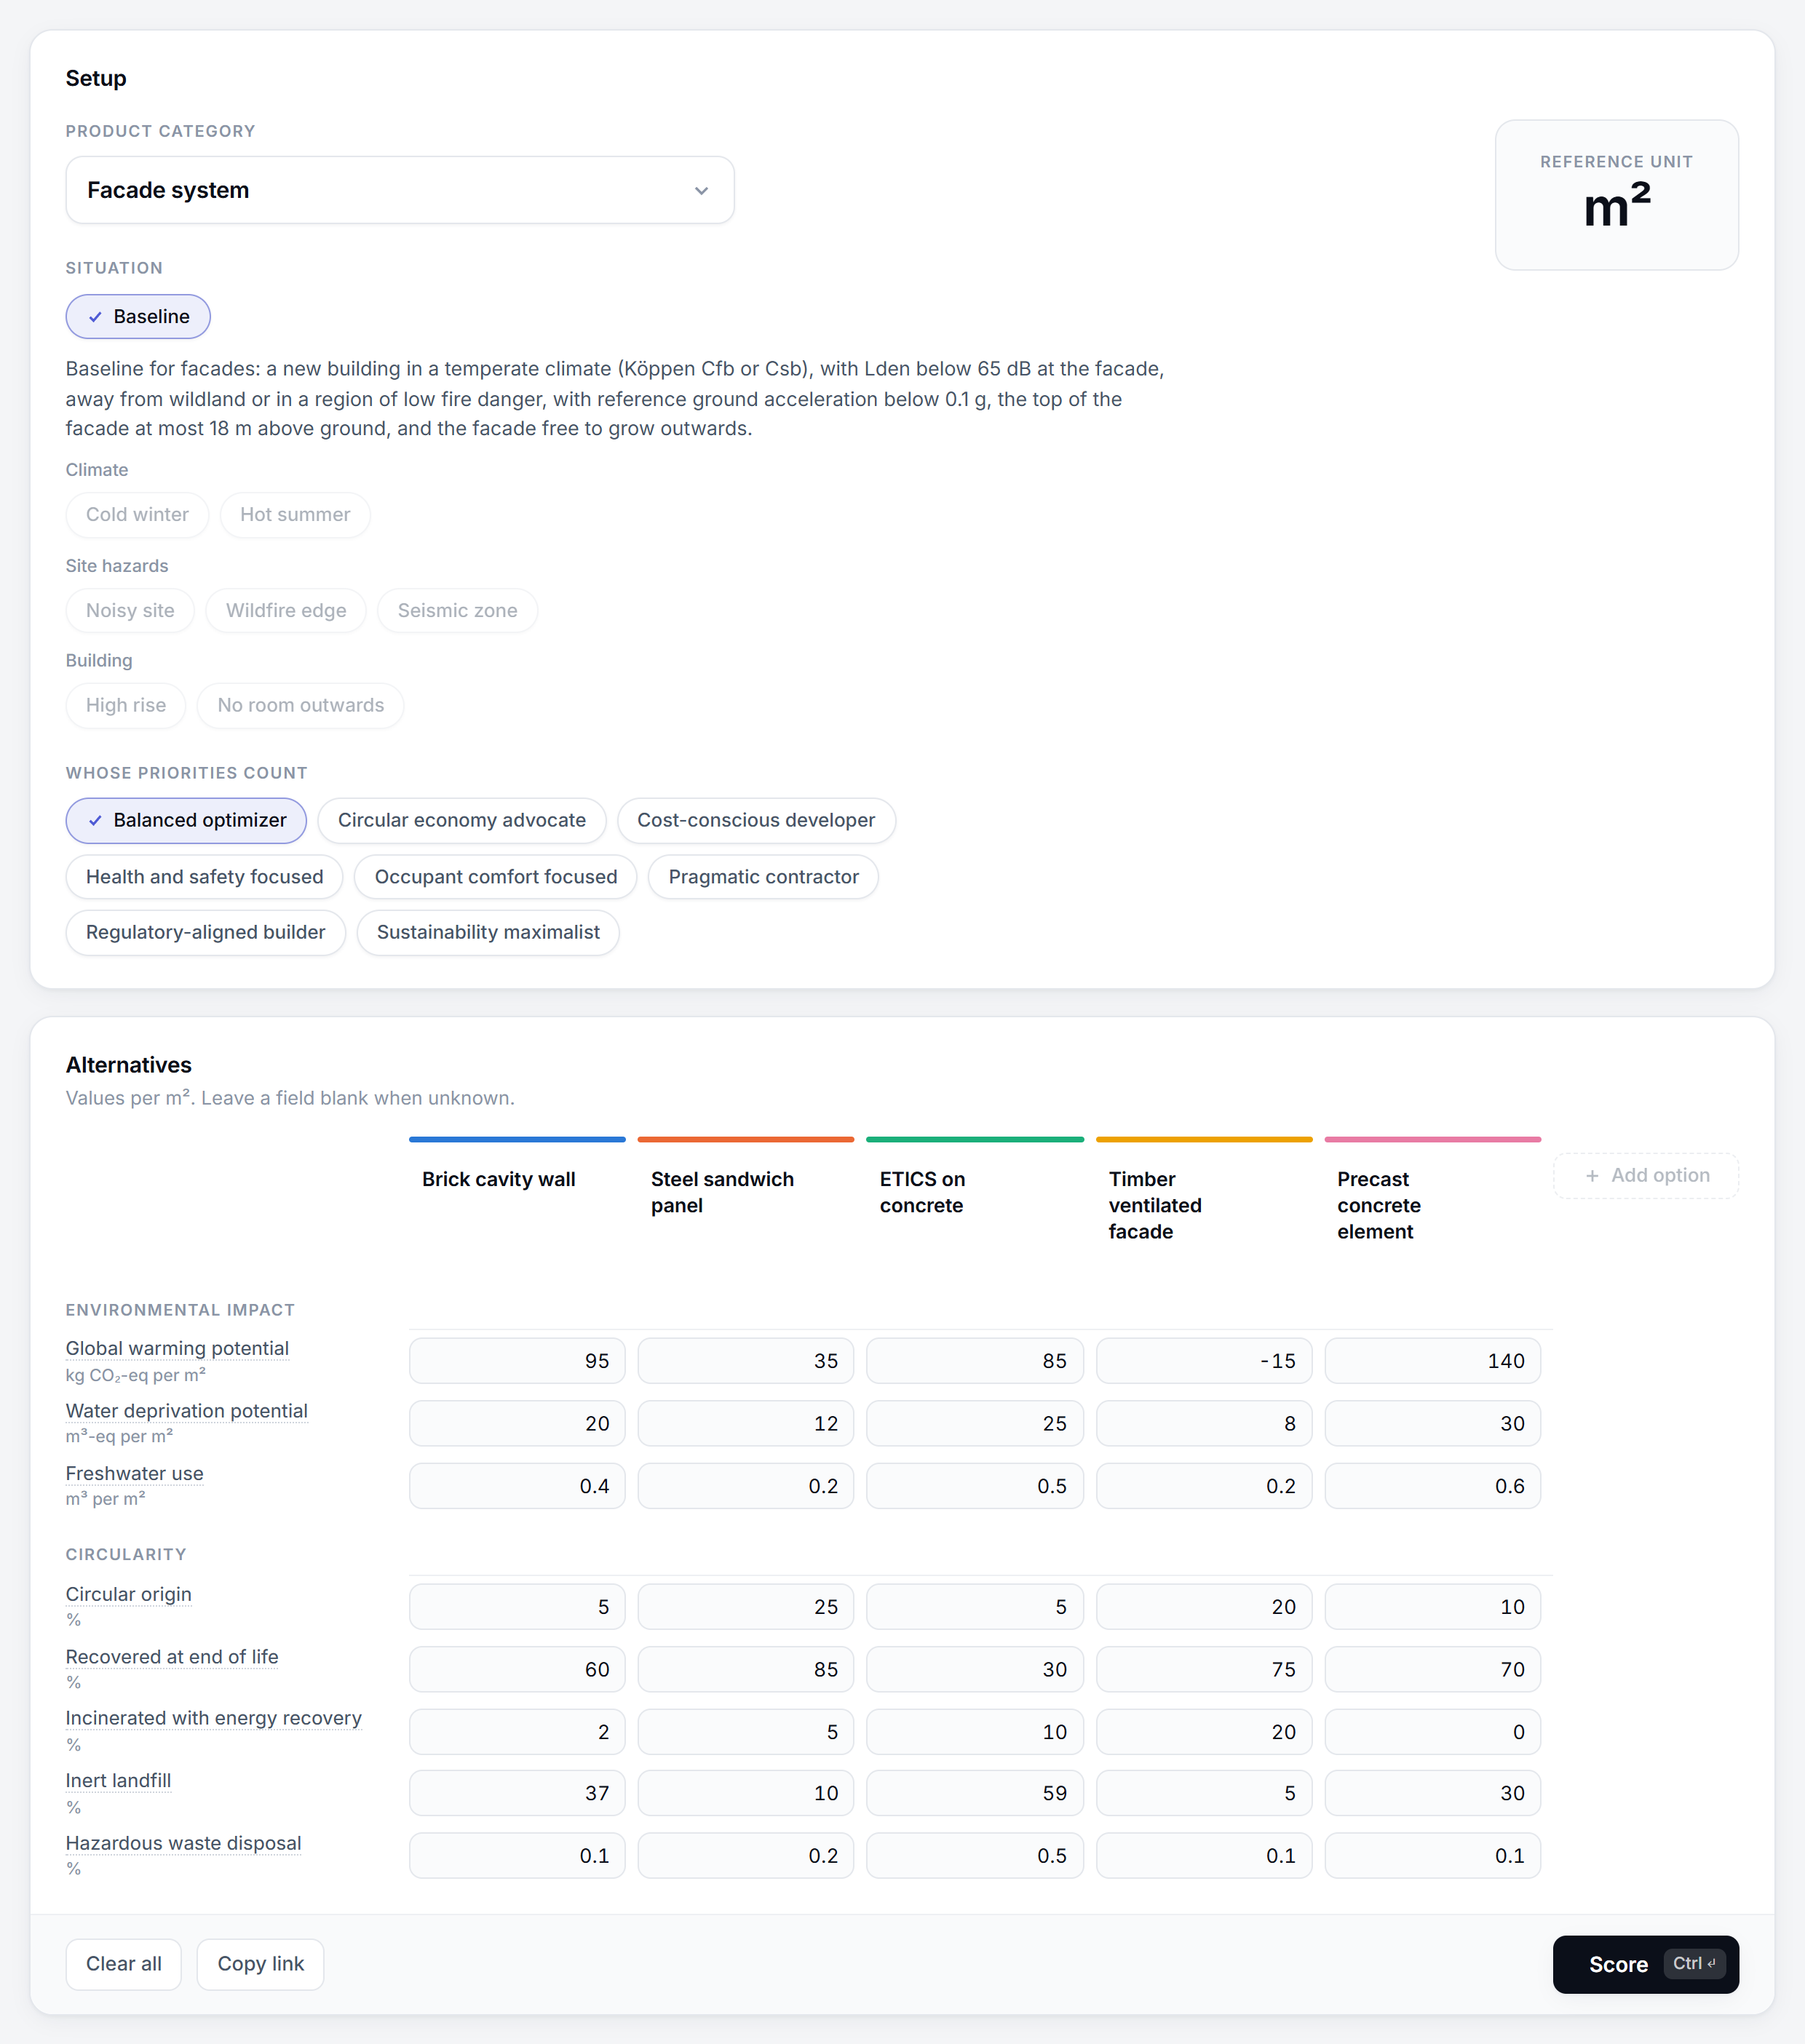 Setup
PRODUCT CATEGORY
Facade system
REFERENCE UNIT
m²
SITUATION
Baseline
Baseline for facades: a new building in a temperate climate (Köppen Cfb or Csb), with Lden below 65 dB at the facade,
away from wildland or in a region of low fire danger, with reference ground acceleration below 0.1 g, the top of the
facade at most 18 m above ground, and the facade free to grow outwards.
Climate
Cold winter Hot summer
Site hazards
Noisy site Wildfire edge Seismic zone
Building
High rise No room outwards
WHOSE PRIORITIES COUNT
Balanced optimizer Circular economy advocate Cost-conscious developer
Health and safety focused Occupant comfort focused Pragmatic contractor
Regulatory-aligned builder Sustainability maximalist
Alternatives
Values per m². Leave a field blank when unknown.
Brick cavity wall
Steel sandwich
panel
ETICS on
concrete
Timber
ventilated
facade
Precast
concrete
element
+ Add option
ENVIRONMENTAL IMPACT
Global warming potential
kg CO₂-eq per m²
95 35 85 -15 140
Water deprivation potential
m³-eq per m²
20 12 25 8 30
Freshwater use
m³ per m²
0.4 0.2 0.5 0.2 0.6
CIRCULARITY
Circular origin
%
5 25 5 20 10
Recovered at end of life
%
60 85 30 75 70
Incinerated with energy recovery
%
2 5 10 20 0
Inert landfill
%
37 10 59 5 30
Hazardous waste disposal
%
0.1 0.2 0.5 0.1 0.1
Clear all Copy link Score Ctrl ↵